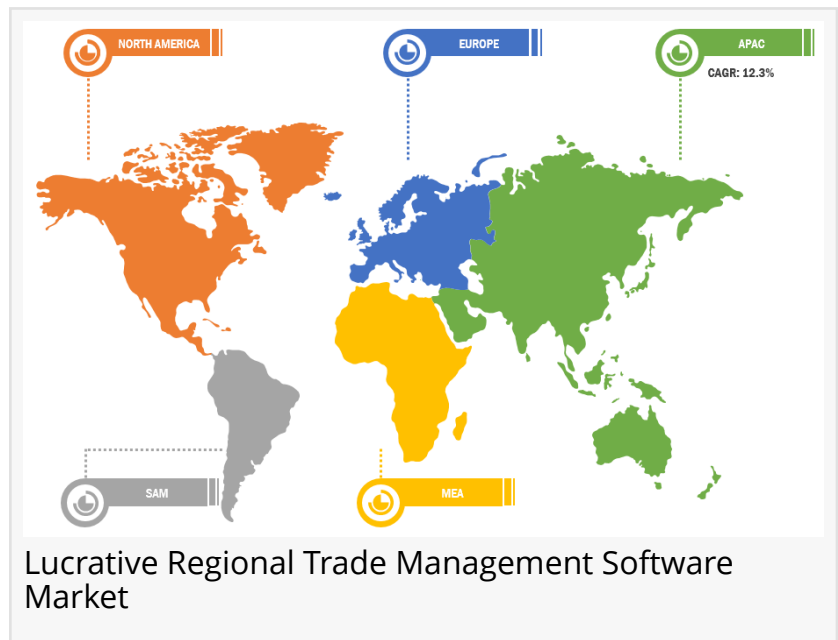 NORTH AMERICA
EUROPE
APAC
CAGR: 12.3%
SAM
MEA
Lucrative Regional Trade Management Software
Market